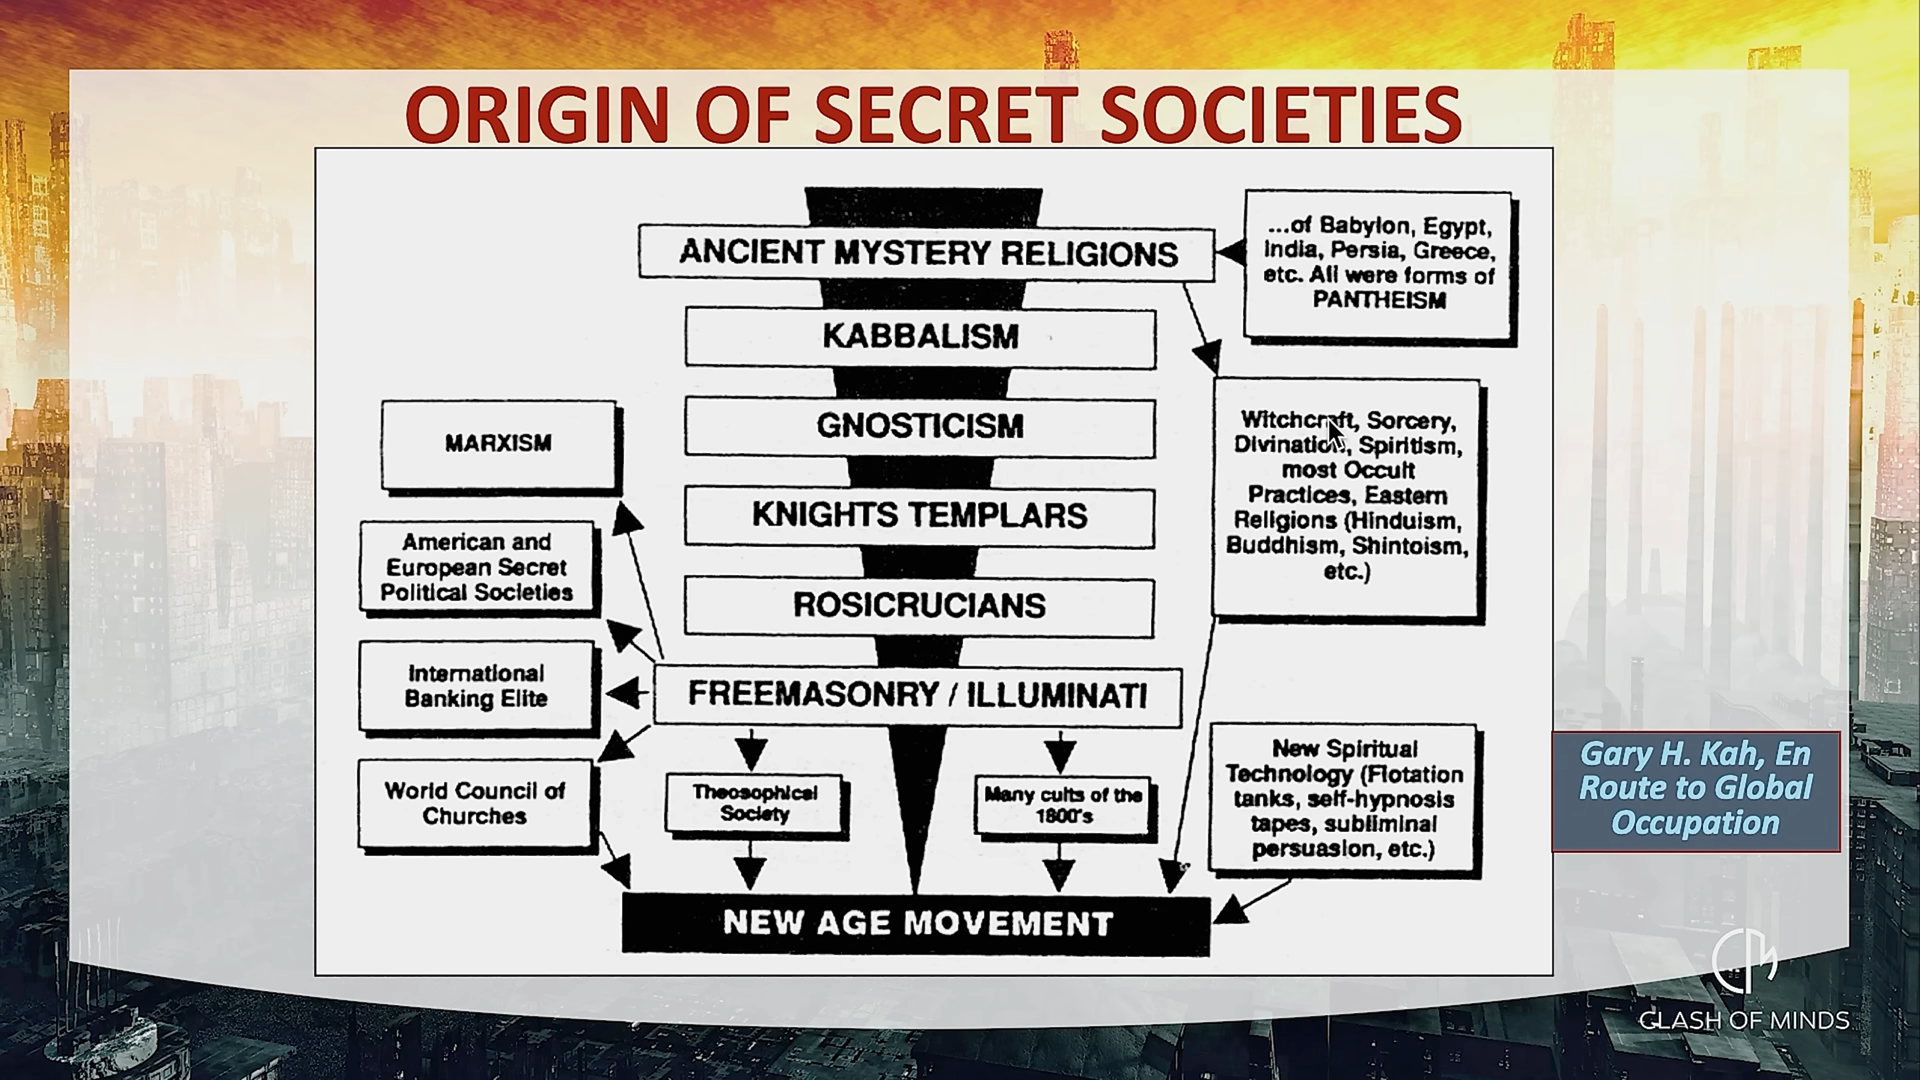 ORIGIN OF SECRET SOCIETIES
ANCIENT MYSTERY RELIGIONS
...of Babylon, Egypt,
India, Persia, Greece,
etc. All were forms of
PANTHEISM
KABBALISM
GNOSTICISM
KNIGHTS TEMPLARS
ROSICRUCIANS
FREEMASONRY / ILLUMINATI
Witchcraft, Sorcery,
Divination, Spiritism,
most Occult
Practices, Eastern
Religions (Hinduism,
Buddhism, Shintoism,
etc.)
MARXISM
American and
European Secret
Political Societies
International
Banking Elite
World Council of
Churches
Theosophical
Society
Many cults of the
1800's
New Spiritual
Technology (Flotation
tanks, self-hypnosis
tapes, subliminal
persuasion, etc.)
NEW AGE MOVEMENT
Gary H. Kah, En
Route to Global
Occupation
CLASH OF MINDS